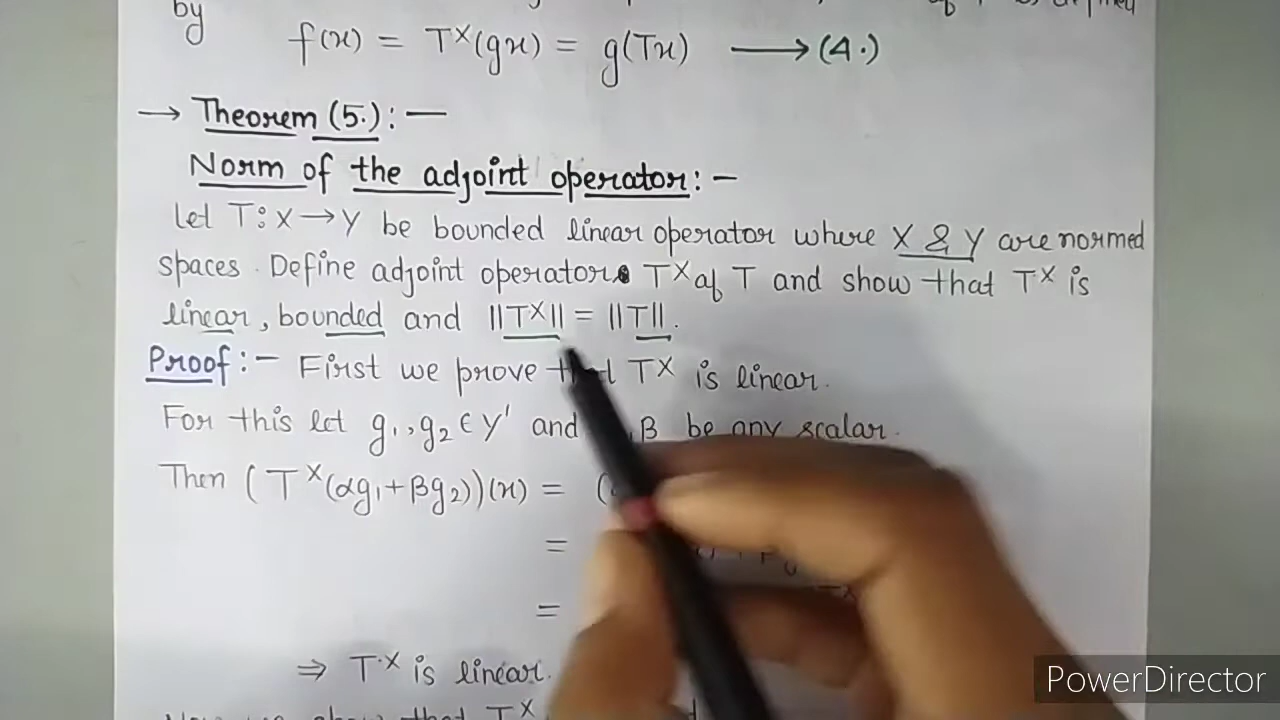 by
f(x) = T^×(gx) = g(Tx) ⟶ (4.)
→ Theorem (5.) : —
Norm of the adjoint operator : —
Let T : X → Y be bounded linear operator where X & Y are normed
spaces. Define adjoint operator T^× of T and show that T^× is
linear, bounded and ||T^×|| = ||T||.
Proof : — First we prove that T^× is linear.
For this let g₁, g₂ ∈ Y' and , β be any scalar.
Then (T^×(αg₁ + βg₂))(x) = (
=
=
⇒ T^× is linear.
that T^×
PowerDirector